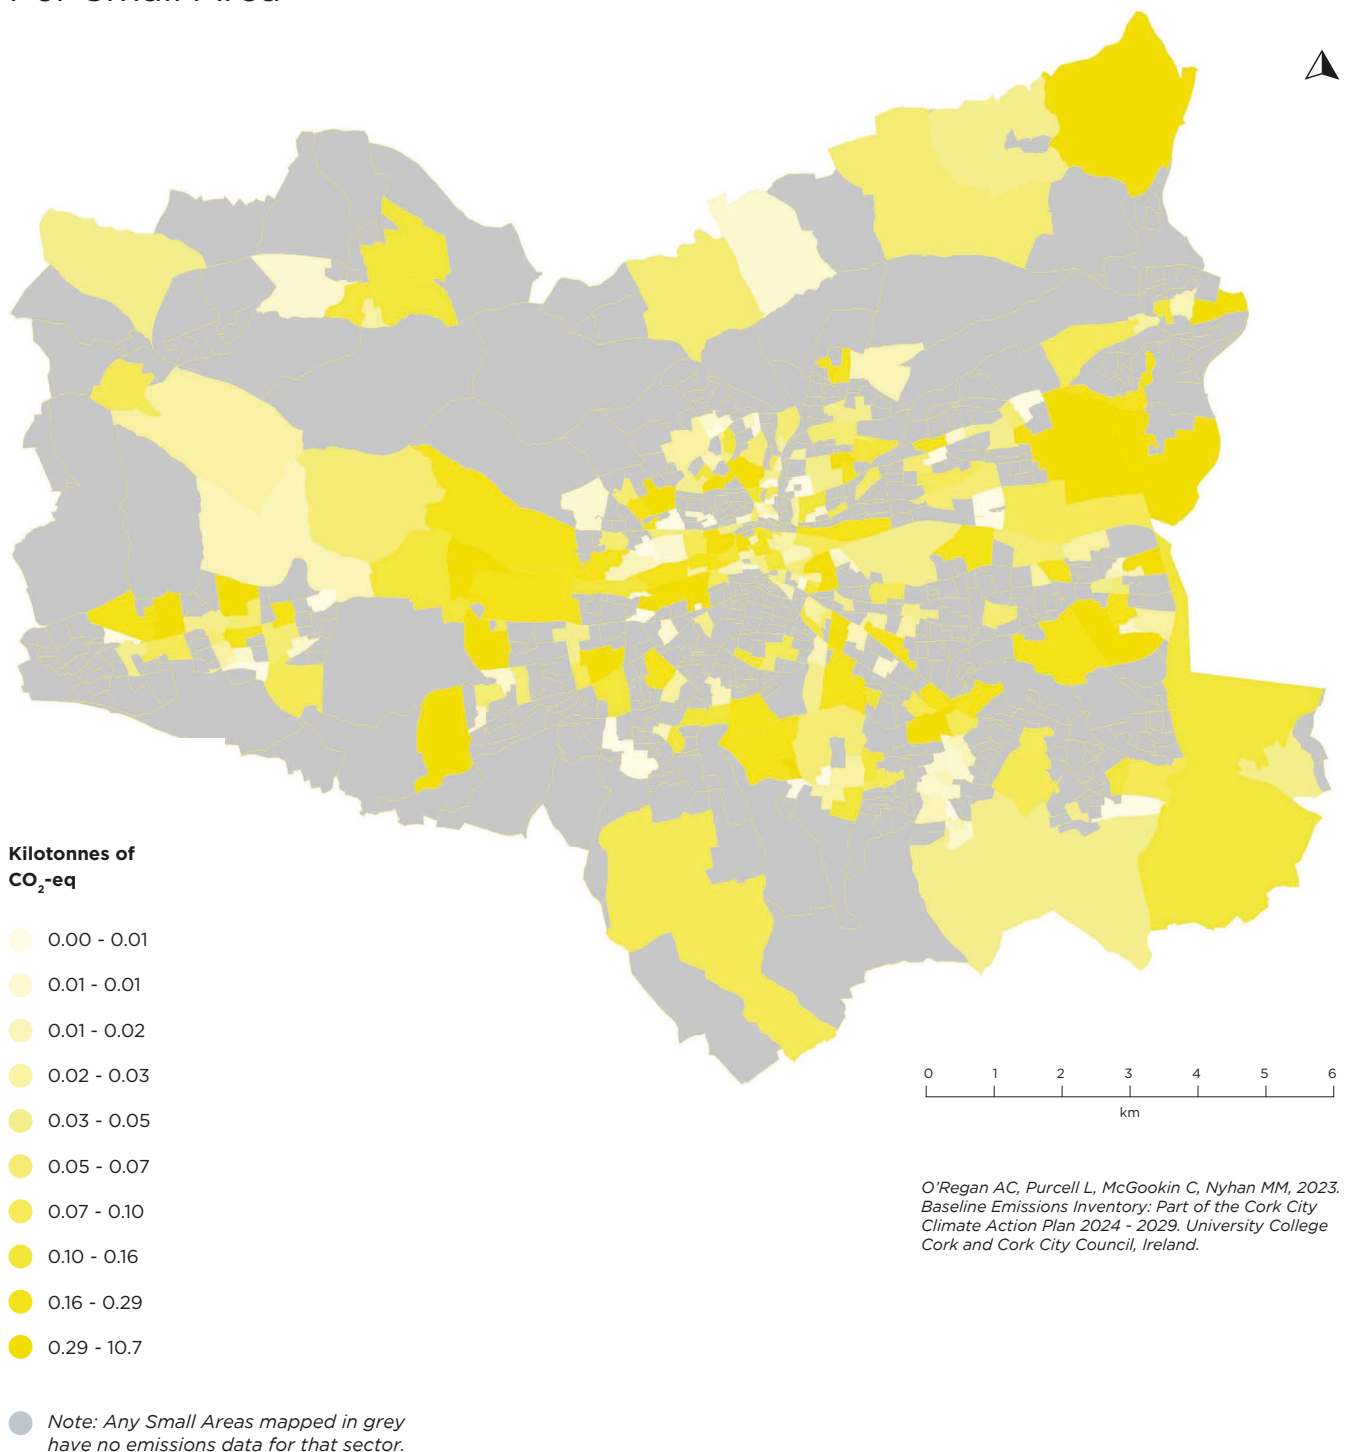 Per Small Area
Kilotonnes of
CO₂-eq
0.00 - 0.01
0.01 - 0.01
0.01 - 0.02
0.02 - 0.03
0.03 - 0.05
0.05 - 0.07
0.07 - 0.10
0.10 - 0.16
0.16 - 0.29
0.29 - 10.7
Note: Any Small Areas mapped in grey
have no emissions data for that sector.
0 1 2 3 4 5 6
km
O'Regan AC, Purcell L, McGookin C, Nyhan MM, 2023.
Baseline Emissions Inventory: Part of the Cork City
Climate Action Plan 2024 - 2029. University College
Cork and Cork City Council, Ireland.